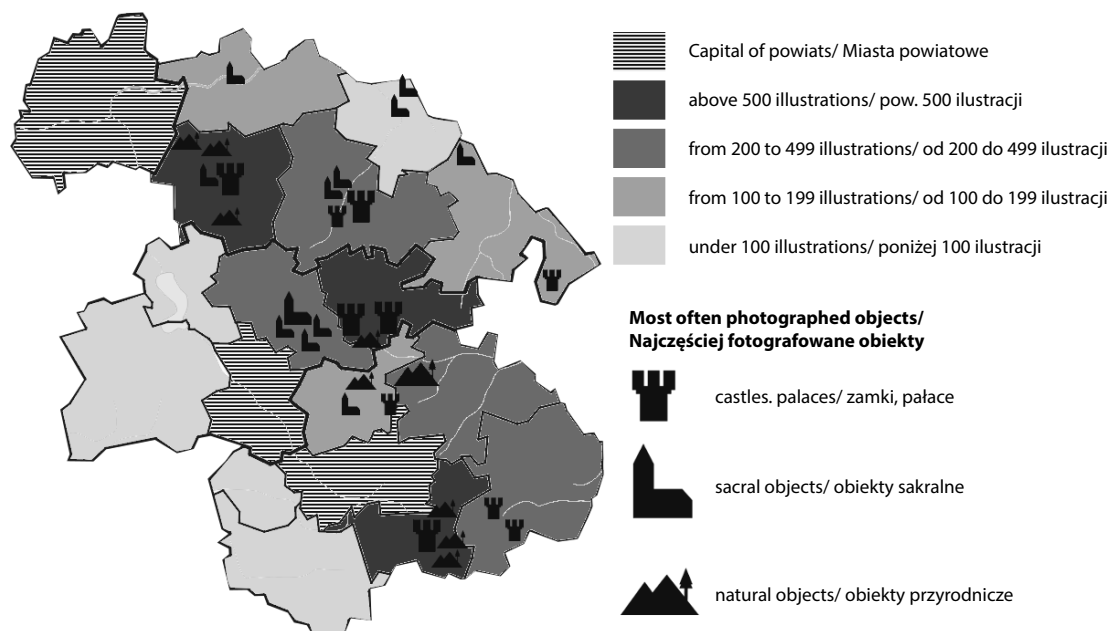 Capital of powiats/ Miasta powiatowe
above 500 illustrations/ pow. 500 ilustracji
from 200 to 499 illustrations/ od 200 do 499 ilustracji
from 100 to 199 illustrations/ od 100 do 199 ilustracji
under 100 illustrations/ poniżej 100 ilustracji
Most often photographed objects/
Najczęściej fotografowane obiekty
castles. palaces/ zamki, pałace
sacral objects/ obiekty sakralne
natural objects/ obiekty przyrodnicze